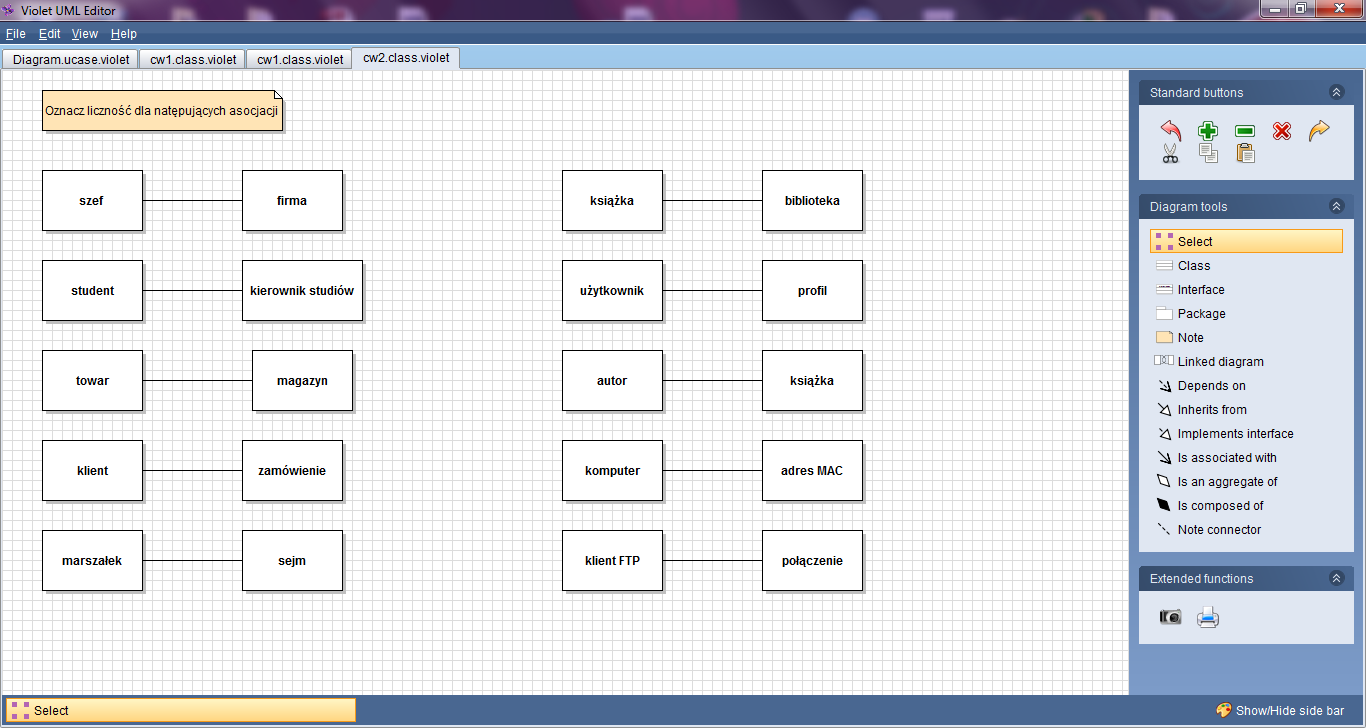 Violet UML Editor
File Edit View Help
Diagram.ucase.violet cw1.class.violet cw1.class.violet cw2.class.violet
Oznacz liczność dla natępujących asocjacji
szef firma książka biblioteka
student kierownik studiów użytkownik profil
towar magazyn autor książka
klient zamówienie komputer adres MAC
marszałek sejm klient FTP połączenie
Standard buttons
Diagram tools
Select
Class
Interface
Package
Note
Linked diagram
Depends on
Inherits from
Implements interface
Is associated with
Is an aggregate of
Is composed of
Note connector
Extended functions
Select Show/Hide side bar